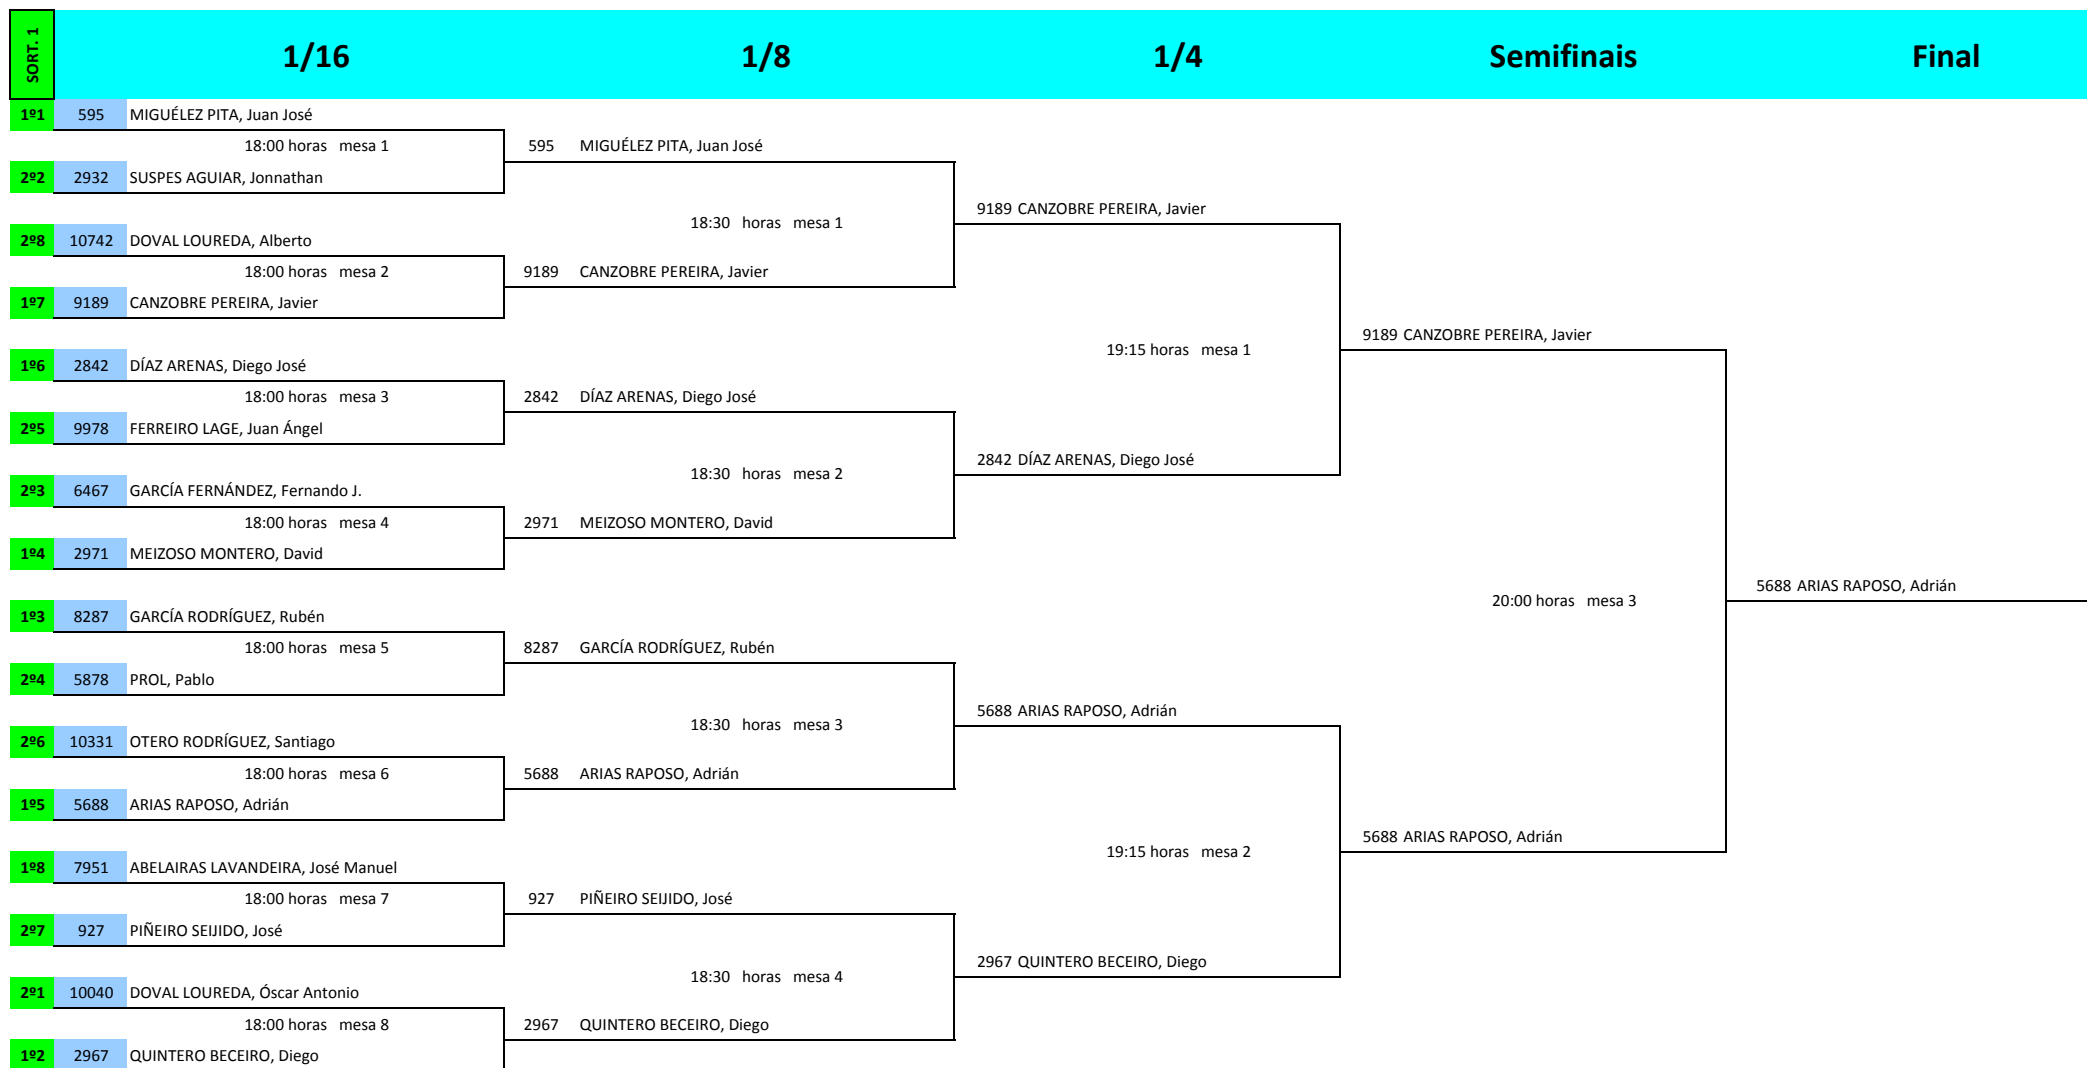 SORT. 1 1/16 1/8 1/4 Semifinais Final
1º1 595 MIGUÉLEZ PITA, Juan José
18:00 horas mesa 1 595 MIGUÉLEZ PITA, Juan José
2º2 2932 SUSPES AGUIAR, Jonnathan
9189 CANZOBRE PEREIRA, Javier
18:30 horas mesa 1
2º8 10742 DOVAL LOUREDA, Alberto
18:00 horas mesa 2 9189 CANZOBRE PEREIRA, Javier
1º7 9189 CANZOBRE PEREIRA, Javier
9189 CANZOBRE PEREIRA, Javier
19:15 horas mesa 1
1º6 2842 DÍAZ ARENAS, Diego José
18:00 horas mesa 3 2842 DÍAZ ARENAS, Diego José
2º5 9978 FERREIRO LAGE, Juan Ángel
2842 DÍAZ ARENAS, Diego José
18:30 horas mesa 2
2º3 6467 GARCÍA FERNÁNDEZ, Fernando J.
18:00 horas mesa 4 2971 MEIZOSO MONTERO, David
1º4 2971 MEIZOSO MONTERO, David
5688 ARIAS RAPOSO, Adrián
20:00 horas mesa 3
1º3 8287 GARCÍA RODRÍGUEZ, Rubén
18:00 horas mesa 5 8287 GARCÍA RODRÍGUEZ, Rubén
2º4 5878 PROL, Pablo
5688 ARIAS RAPOSO, Adrián
18:30 horas mesa 3
2º6 10331 OTERO RODRÍGUEZ, Santiago
18:00 horas mesa 6 5688 ARIAS RAPOSO, Adrián
1º5 5688 ARIAS RAPOSO, Adrián
5688 ARIAS RAPOSO, Adrián
19:15 horas mesa 2
1º8 7951 ABELAIRAS LAVANDEIRA, José Manuel
18:00 horas mesa 7 927 PIÑEIRO SEIJIDO, José
2º7 927 PIÑEIRO SEIJIDO, José
2967 QUINTERO BECEIRO, Diego
18:30 horas mesa 4
2º1 10040 DOVAL LOUREDA, Óscar Antonio
18:00 horas mesa 8 2967 QUINTERO BECEIRO, Diego
1º2 2967 QUINTERO BECEIRO, Diego